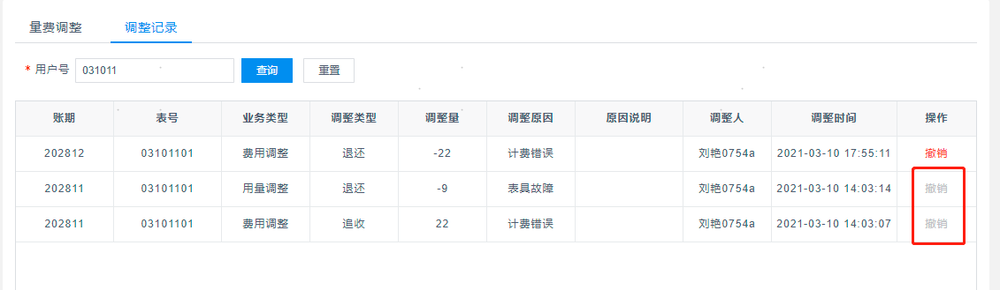 量费调整 调整记录
* 用户号 031011 查询 重置
账期 表号 业务类型 调整类型 调整量 调整原因 原因说明 调整人 调整时间 操作
202812 03101101 费用调整 退还 -22 计费错误 刘艳0754a 2021-03-10 17:55:11 撤销
202811 03101101 用量调整 退还 -9 表具故障 刘艳0754a 2021-03-10 14:03:14 撤销
202811 03101101 费用调整 追收 22 计费错误 刘艳0754a 2021-03-10 14:03:07 撤销